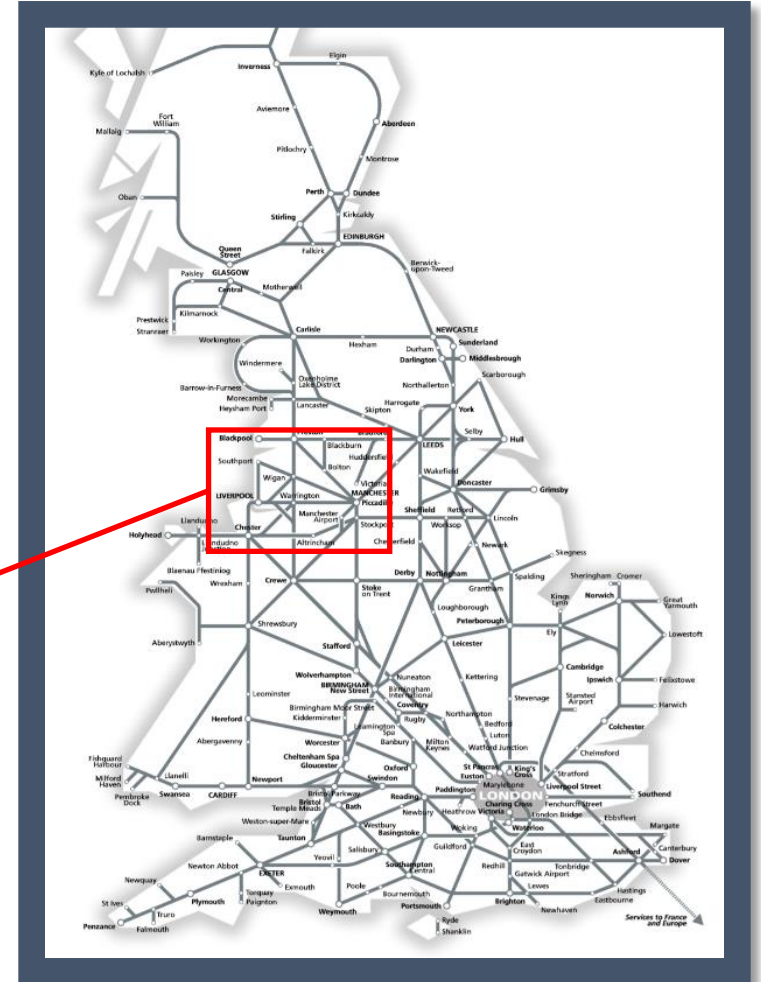 Elgin
Inverness
Kyle of Lochalsh
Aviemore
Fort
William
Aberdeen
Mallaig
Pitlochry
Montrose
Perth
Dundee
Oban
Stirling
Kirkcaldy
EDINBURGH
Queen
Street
Falkirk
Berwick-
upon-Tweed
Paisley
GLASGOW
Central
Motherwell
Prestwick
Kilmarnock
Stranraer
Carlisle
NEWCASTLE
Workington
Hexham
Durham
Sunderland
Darlington
Middlesbrough
Windermere
Scarborough
Oxenholme
Lake District
Northallerton
Barrow-in-Furness
Morecambe
Lancaster
Harrogate
Heysham Port
Skipton
York
Preston
Bradford
Selby
Blackpool
Blackburn
LEEDS
Hull
Southport
Huddersfield
Bolton
Wakefield
Wigan
Victoria
Doncaster
LIVERPOOL
Warrington
MANCHESTER
Piccadilly
Grimsby
Manchester
Airport
Sheffield
Retford
Lincoln
Llandudno
Chester
Stockport
Worksop
Holyhead
Llandudno
Junction
Altrincham
Chesterfield
Newark
Skegness
Blaenau Ffestiniog
Derby
Nottingham
Spalding
Sheringham
Cromer
Pwllheli
Wrexham
Crewe
Stoke
on Trent
Grantham
Kings
Lynn
Norwich
Great
Yarmouth
Loughborough
Peterborough
Aberystwyth
Shrewsbury
Ely
Lowestoft
Stafford
Leicester
Wolverhampton
Cambridge
BIRMINGHAM
New Street
Nuneaton
Kettering
Ipswich
Felixstowe
Birmingham
International
Leominster
Coventry
Stevenage
Stansted
Airport
Birmingham Moor Street
Northampton
Harwich
Hereford
Kidderminster
Rugby
Bedford
Colchester
Leamington
Spa
Luton
Abergavenny
Worcester
Banbury
Milton
Keynes
Watford Junction
Chelmsford
Cheltenham Spa
Fishguard
Harbour
Gloucester
Oxford
St Pancras
King's
Cross
Euston
Stratford
Milford
Haven
Llanelli
Newport
Swindon
Marylebone
Liverpool Street
Paddington
LONDON
Southend
Pembroke
Dock
Swansea
CARDIFF
Bristol Parkway
Reading
Charing Cross
Fenchurch Street
Bristol
Temple Meads
Bath
Newbury
Heathrow
Victoria
London Bridge
Ebbsfleet
Weston-super-Mare
Westbury
Waterloo
Margate
Barnstaple
Taunton
Basingstoke
Woking
East
Croydon
Canterbury
Salisbury
Guildford
Ashford
Dover
Newton Abbot
Yeovil
Southampton
Central
Redhill
Tonbridge
EXETER
Gatwick Airport
Newquay
Exmouth
Poole
Lewes
Hastings
St Ives
Plymouth
Torquay
Paignton
Bournemouth
Eastbourne
Weymouth
Portsmouth
Brighton
Newhaven
Truro
Penzance
Falmouth
Ryde
Shanklin
Services to France
and Europe